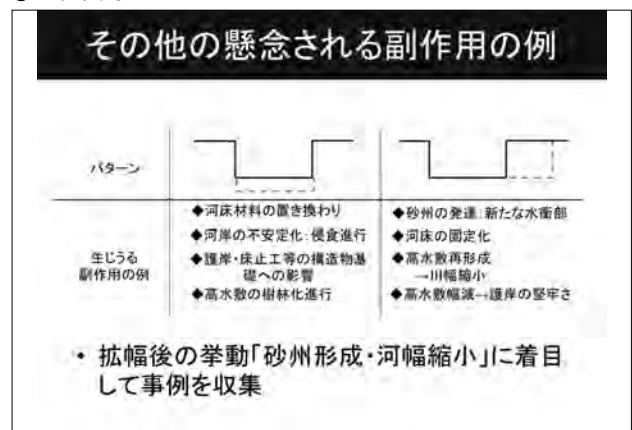 その他の懸念される副作用の例
パターン
生じうる
副作用の例
◆河床材料の置き換わり
◆河岸の不安定化:侵食進行
◆護岸・床止工等の構造物基
礎への影響
◆高水敷の樹林化進行
◆砂州の発達:新たな水衝部
◆河床の固定化
◆高水敷再形成
→川幅縮小
◆高水敷幅減→護岸の堅牢さ
・ 拡幅後の挙動「砂州形成・河幅縮小」に着目
して事例を収集